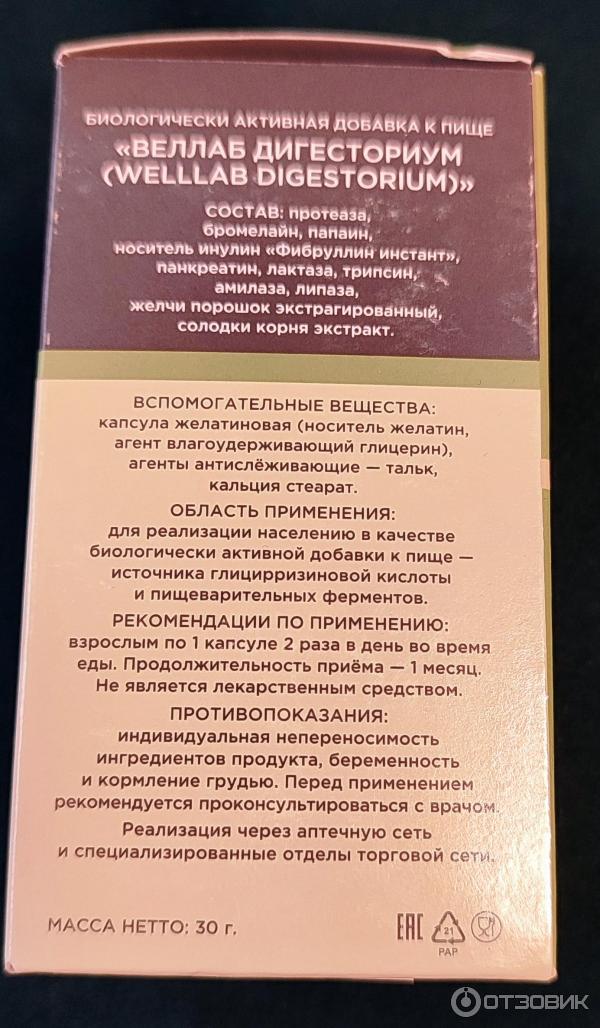 БИОЛОГИЧЕСКИ АКТИВНАЯ ДОБАВКА К ПИЩЕ
«ВЕЛЛАБ ДИГЕСТОРИУМ
(WELLLAB DIGESTORIUM)»
СОСТАВ: протеаза,
бромелайн, папаин,
носитель инулин «Фибруллин инстант»,
панкреатин, лактаза, трипсин,
амилаза, липаза,
желчи порошок экстрагированный,
солодки корня экстракт.
ВСПОМОГАТЕЛЬНЫЕ ВЕЩЕСТВА:
капсула желатиновая (носитель желатин,
агент влагоудерживающий глицерин),
агенты антислёживающие — тальк,
кальция стеарат.
ОБЛАСТЬ ПРИМЕНЕНИЯ:
для реализации населению в качестве
биологически активной добавки к пище —
источника глицирризиновой кислоты
и пищеварительных ферментов.
РЕКОМЕНДАЦИИ ПО ПРИМЕНЕНИЮ:
взрослым по 1 капсуле 2 раза в день во время
еды. Продолжительность приёма — 1 месяц.
Не является лекарственным средством.
ПРОТИВОПОКАЗАНИЯ:
индивидуальная непереносимость
ингредиентов продукта, беременность
и кормление грудью. Перед применением
рекомендуется проконсультироваться с врачом.
Реализация через аптечную сеть
и специализированные отделы торговой сети.
МАССА НЕТТО: 30 г.
EAC
21
PAP
ОТЗОВИК